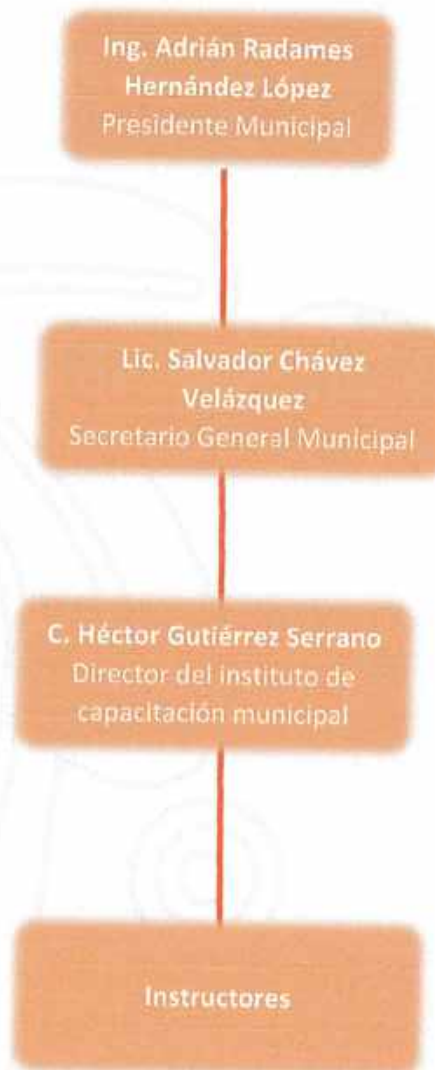 Ing. Adrián Radames
Hernández López
Presidente Municipal
Lic. Salvador Chávez
Velázquez
Secretario General Municipal
C. Héctor Gutiérrez Serrano
Director del instituto de
capacitación municipal
Instructores